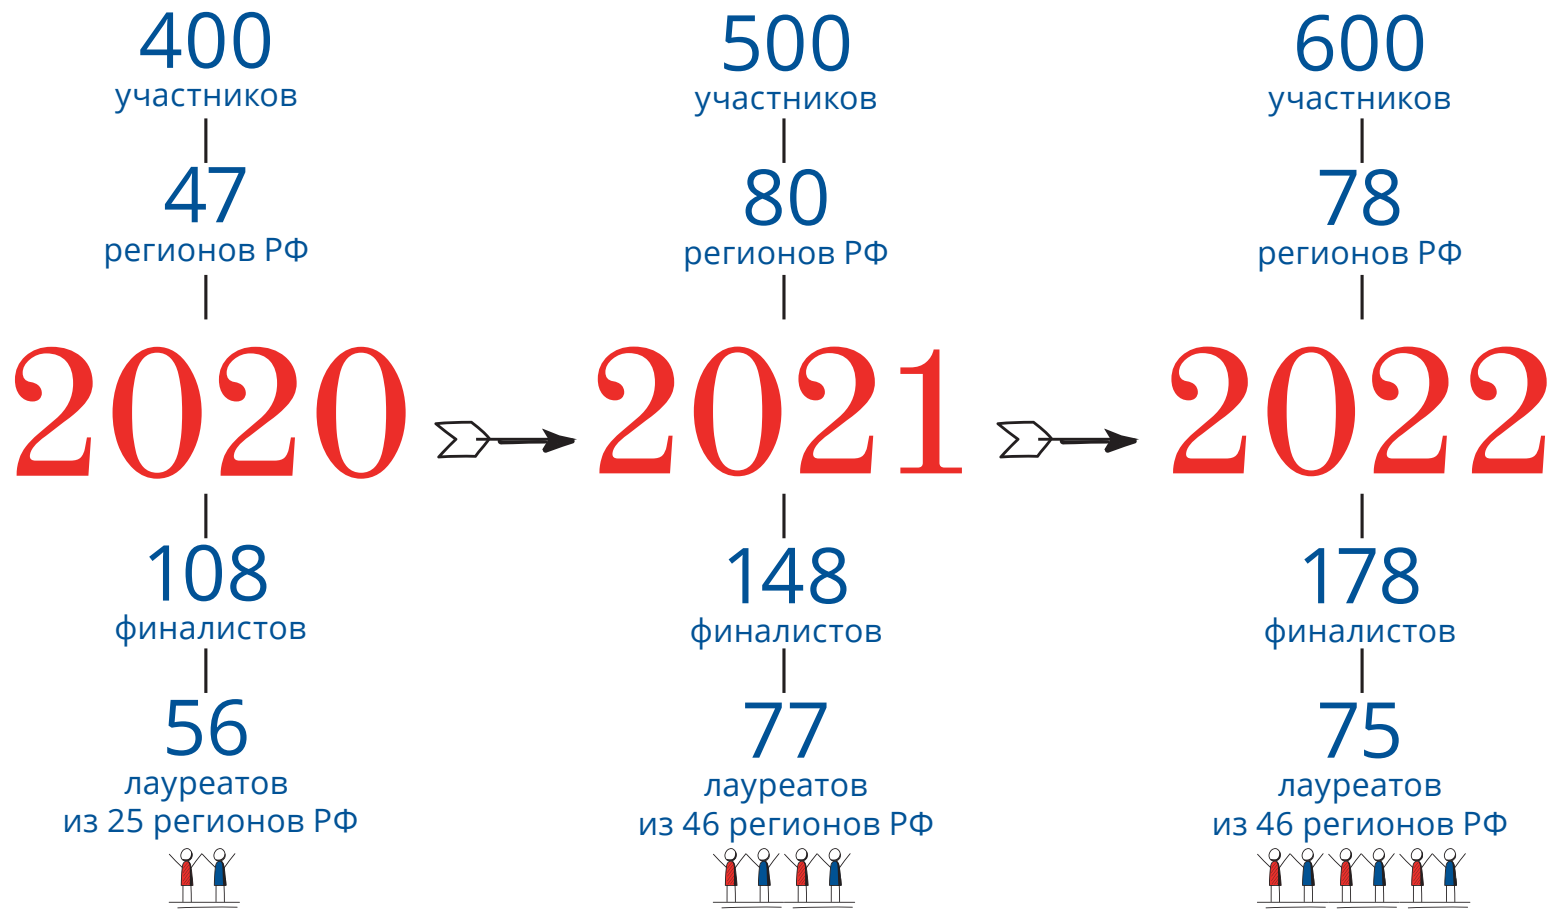 400
участников
47
регионов РФ
2020
108
финалистов
56
лауреатов
из 25 регионов РФ
500
участников
80
регионов РФ
2021
148
финалистов
77
лауреатов
из 46 регионов РФ
600
участников
78
регионов РФ
2022
178
финалистов
75
лауреатов
из 46 регионов РФ